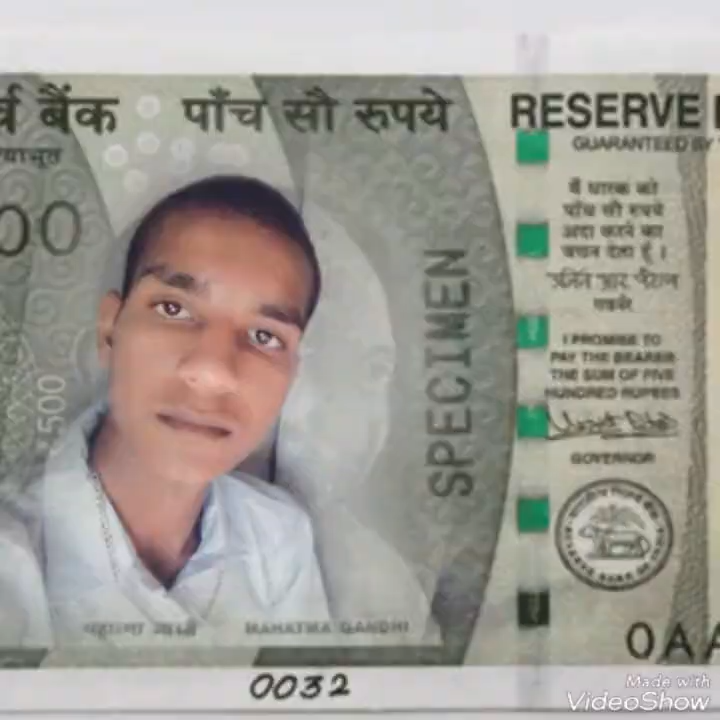 र्व बैंक पाँच सौ रुपये RESERVE
GUARANTEED BY
00
मैं धारक को
पाँच सौ रुपये
अदा करने का
वचन देता हूँ ।
I PROMISE TO
PAY THE BEARER
THE SUM OF FIVE
HUNDRED RUPEES
GOVERNOR
SPECIMEN
500
महात्मा गांधी MAHATMA GANDHI
0AA
0032
Made with
VideoShow